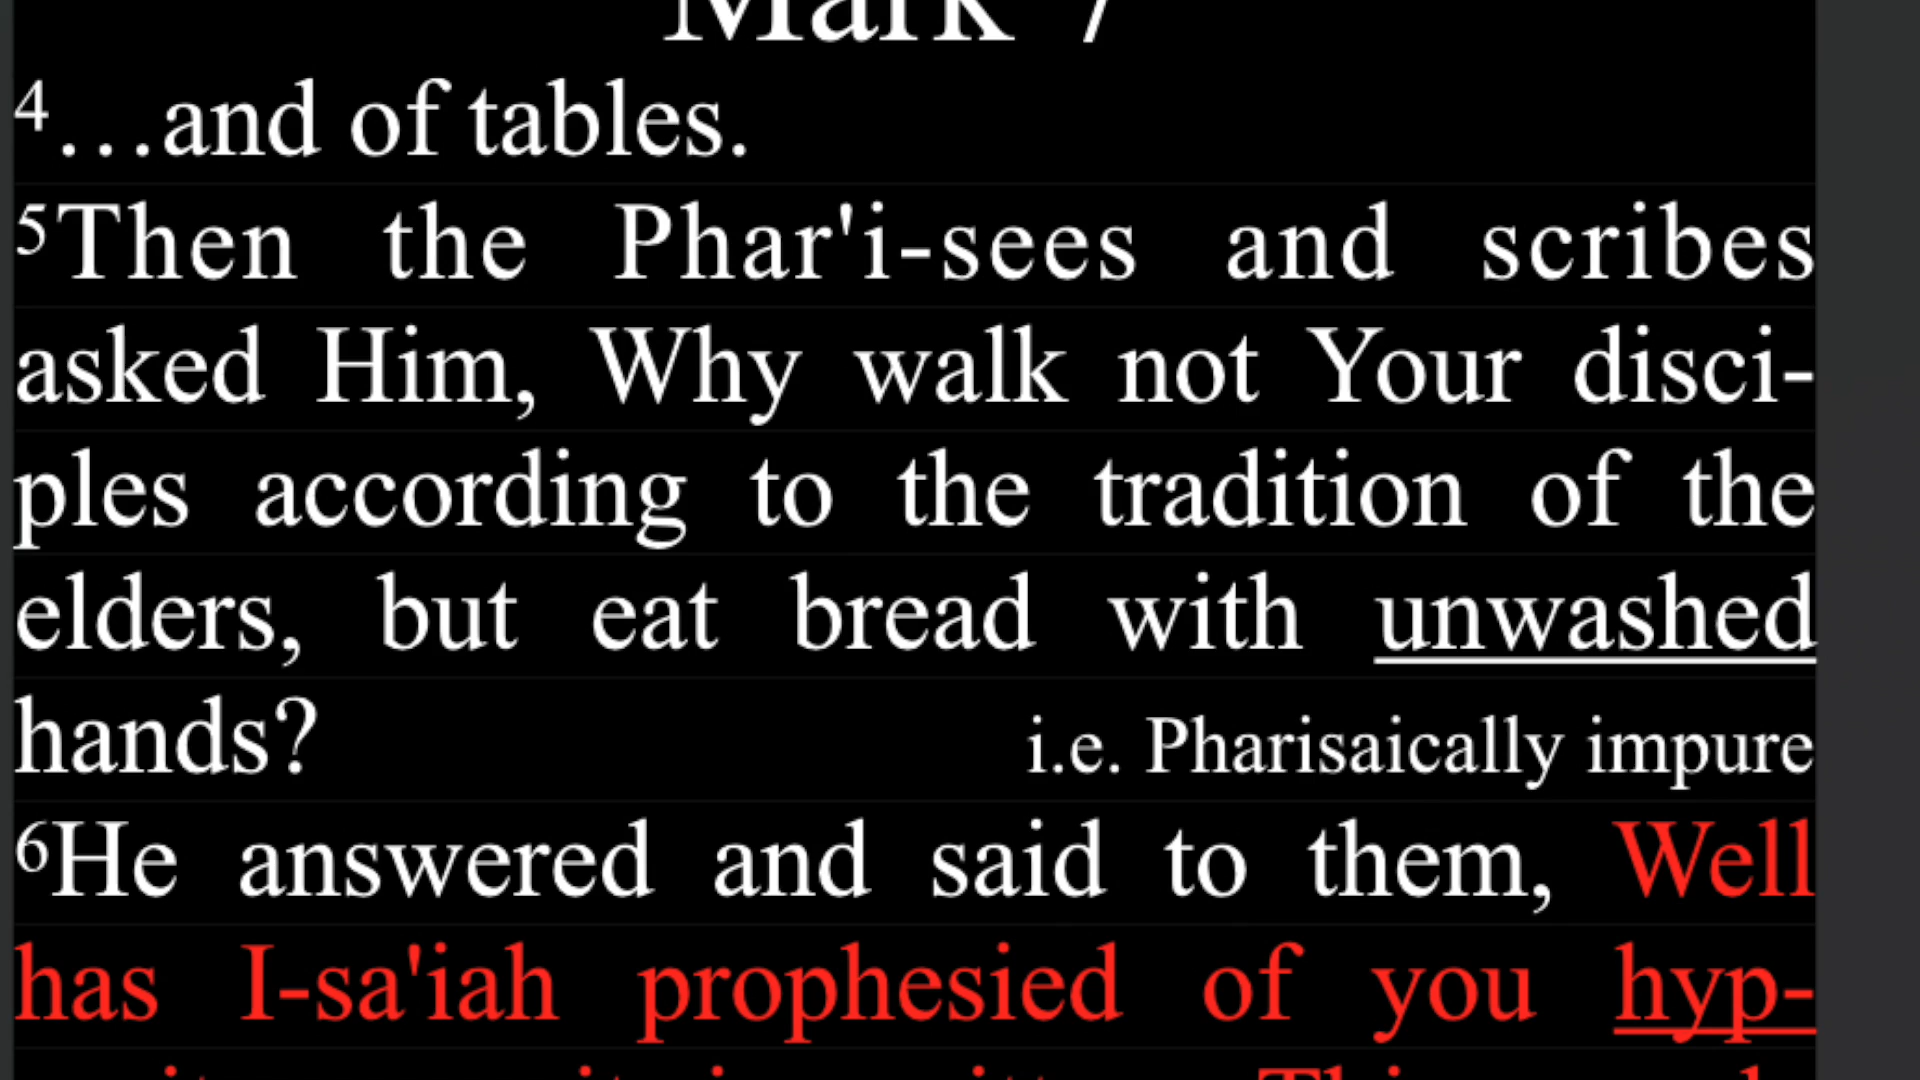 Mark 7
4…and of tables.
5Then the Phar'i-sees and scribes
asked Him, Why walk not Your disci-
ples according to the tradition of the
elders, but eat bread with unwashed
hands? i.e. Pharisaically impure
6He answered and said to them, Well
has I-sa'iah prophesied of you hyp-